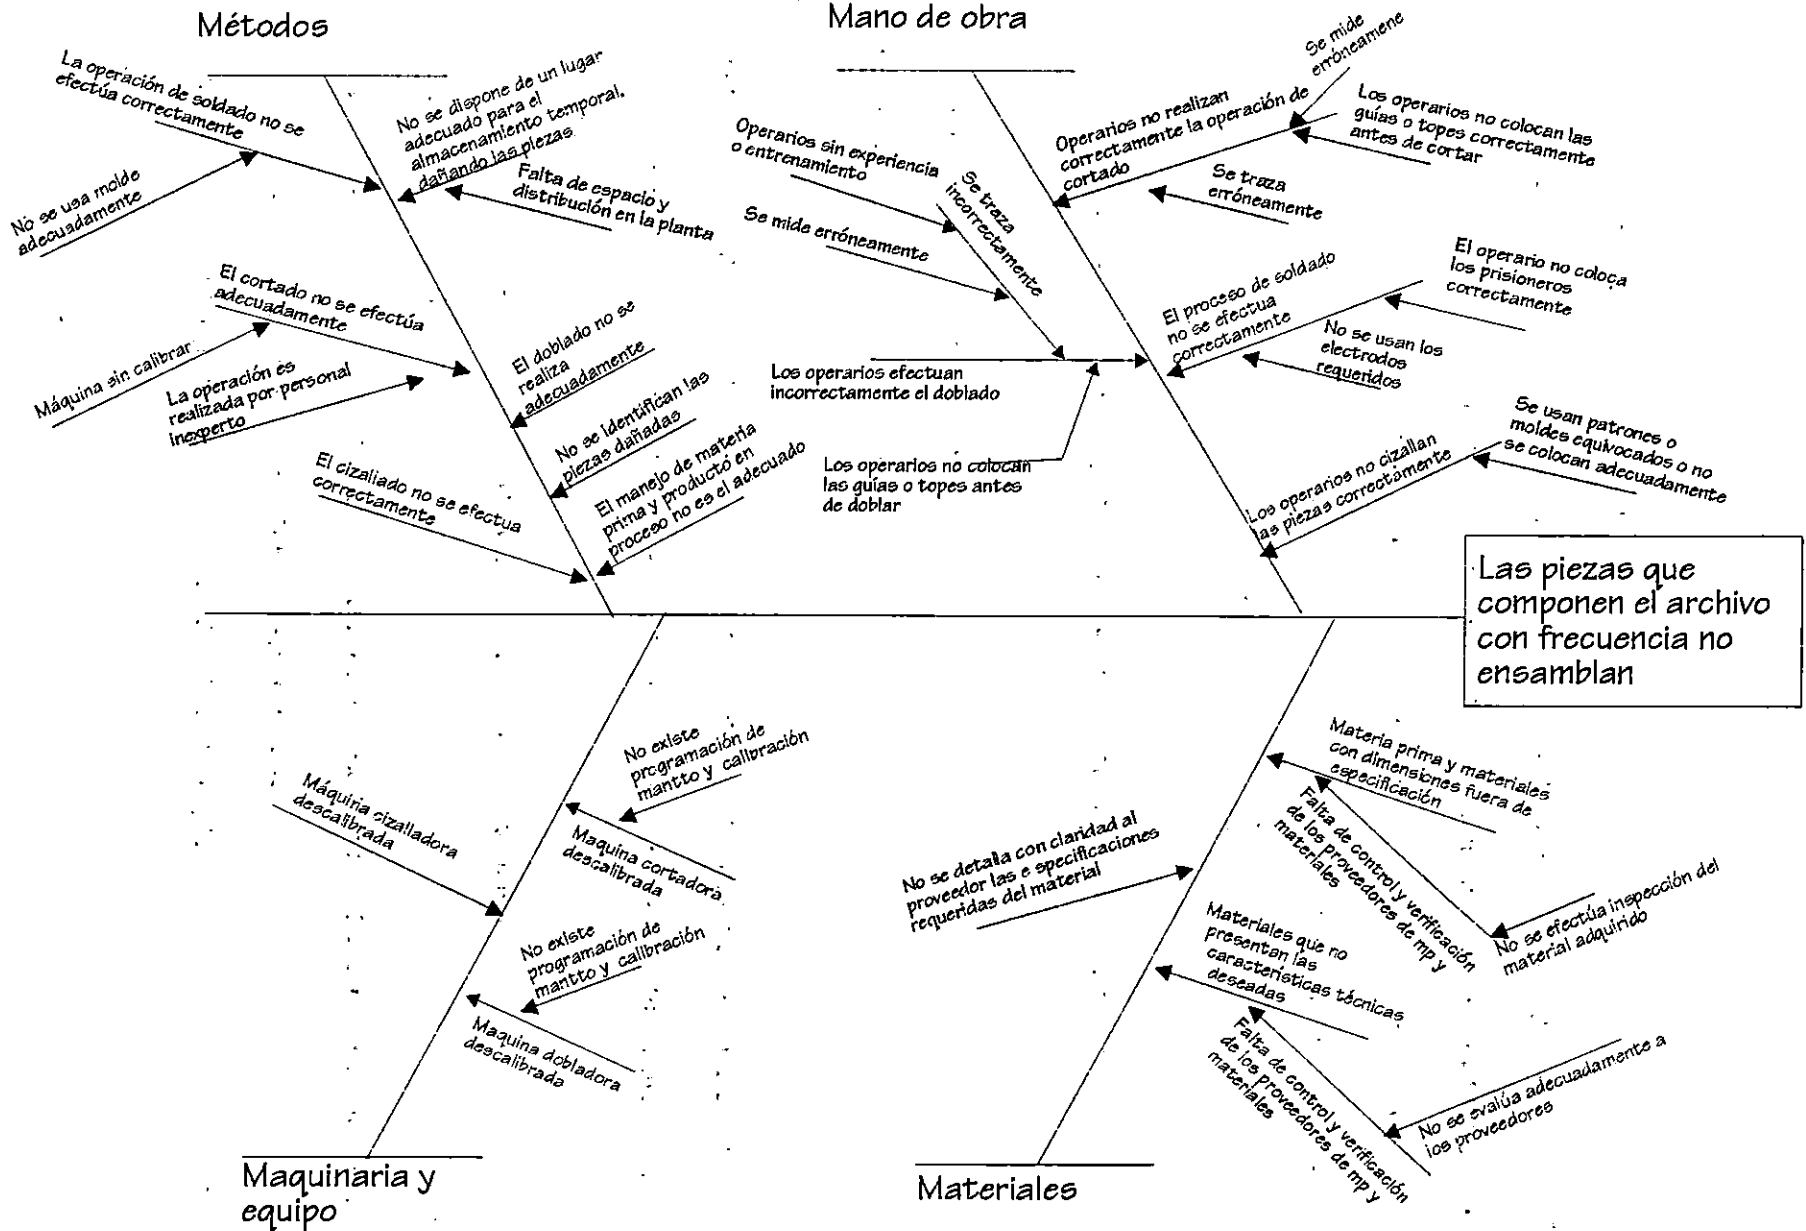 Métodos
La operación de soldado no se
efectúa correctamente
No se usa molde
adecuadamente
No se dispone de un lugar
adecuado para el
almacenamiento temporal,
dañando las piezas
Falta de espacio y
distribución en la planta
El cortado no se efectúa
adecuadamente
Máquina sin calibrar
La operación es
realizada por personal
inexperto
El doblado no se
realiza
adecuadamente
No se identifican las
piezas dañadas
El manejo de materia
prima y producto en
proceso no es el adecuado
El cizallado no se efectua
correctamente
Mano de obra
Operarios sin experiencia
o entrenamiento
Se traza
incorrectamente
Se mide erróneamente
Los operarios efectuan
incorrectamente el doblado
Los operarios no colocan
las guías o topes antes
de doblar
Operarios no realizan
correctamente la operación de
cortado
Se mide
erróneamene
Los operarios no colocan las
guías o topes correctamente
antes de cortar
Se traza
erróneamente
El proceso de soldado
no se efectua
correctamente
El operario no coloca
los prisioneros
correctamente
No se usan los
electrodos
requeridos
Los operarios no cizallan
las piezas correctamente
Se usan patrones o
moldes equivocados o no
se colocan adecuadamente
Las piezas que
componen el archivo
con frecuencia no
ensamblan
Máquina cizalladora
descalibrada
No existe
programación de
mantto y calibración
Maquina cortadora
descalibrada
No existe
programación de
mantto y calibración
Maquina dobladora
descalibrada
Maquinaria y
equipo
Materia prima y materiales
con dimensiones fuera de
especificación
Falta de control y verificación
de los proveedores de mp y
materiales
No se efectúa inspección del
material adquirido
No se detalla con claridad al
proveedor las e specificaciones
requeridas del material
Materiales que no
presentan las
características técnicas
deseadas
Falta de control y verificación
de los proveedores de mp y
materiales
No se evalúa adecuadamente a
los proveedores
Materiales